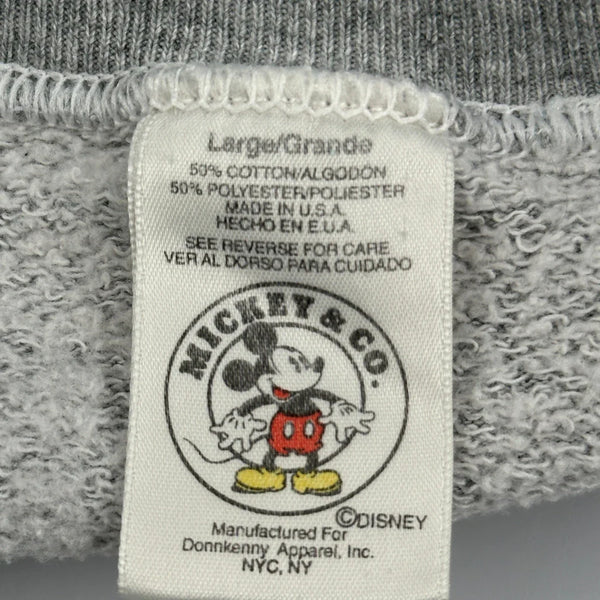 Large/Grande
50% COTTON/ALGODON
50% POLYESTER/POLIESTER
MADE IN U.S.A.
HECHO EN E.U.A.
SEE REVERSE FOR CARE
VER AL DORSO PARA CUIDADO
MICKEY & CO.
©DISNEY
Manufactured For
Donnkenny Apparel, Inc.
NYC, NY